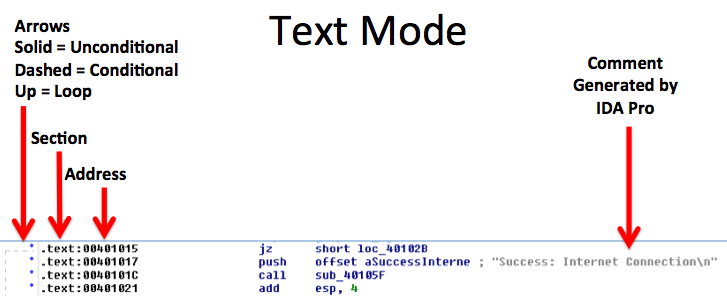 Text Mode
Arrows
Solid = Unconditional
Dashed = Conditional
Up = Loop
Section
Address
Comment
Generated by
IDA Pro
.text:00401015 jz short loc_40102B
.text:00401017 push offset aSuccessInterne ; "Success: Internet Connection\n"
.text:0040101C call sub_40105F
.text:00401021 add esp, 4